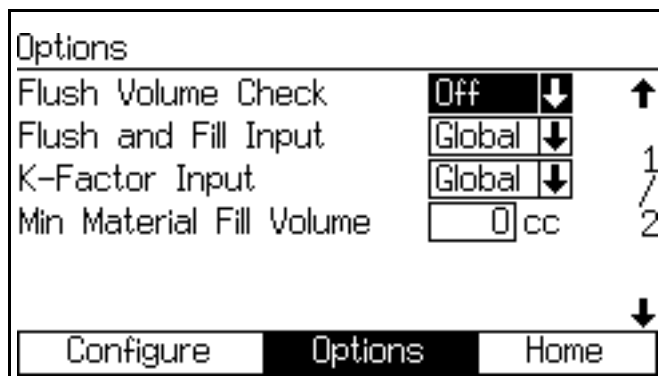 Options
Flush Volume Check Off
Flush and Fill Input Global
K-Factor Input Global
Min Material Fill Volume 0 cc
1/2
Configure Options Home